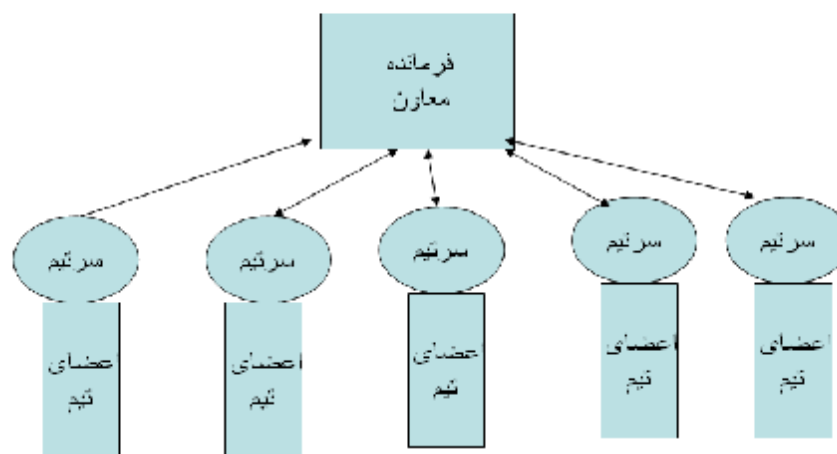 فرمانده
معاون
سرتیم
سرتیم
سرتیم
سرتیم
سرتیم
اعضای
تیم
اعضای
تیم
اعضای
تیم
اعضای
تیم
اعضای
تیم